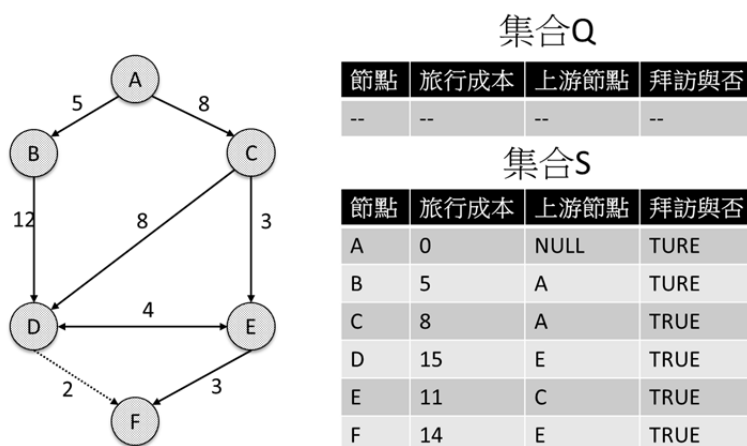 集合Q
節點 旅行成本 上游節點 拜訪與否
-- -- -- --
集合S
節點 旅行成本 上游節點 拜訪與否
A 0 NULL TURE
B 5 A TURE
C 8 A TRUE
D 15 E TRUE
E 11 C TRUE
F 14 E TRUE
A
5 8
B C
12 8 3
D 4 E
2 3
F